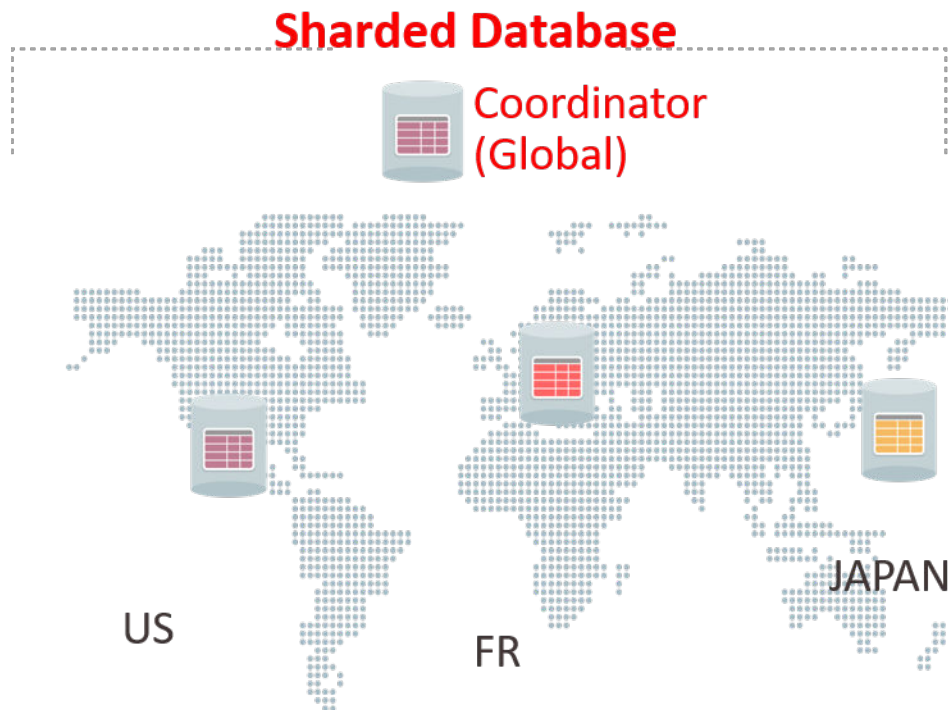 Sharded Database
Coordinator
(Global)
JAPAN
US
FR